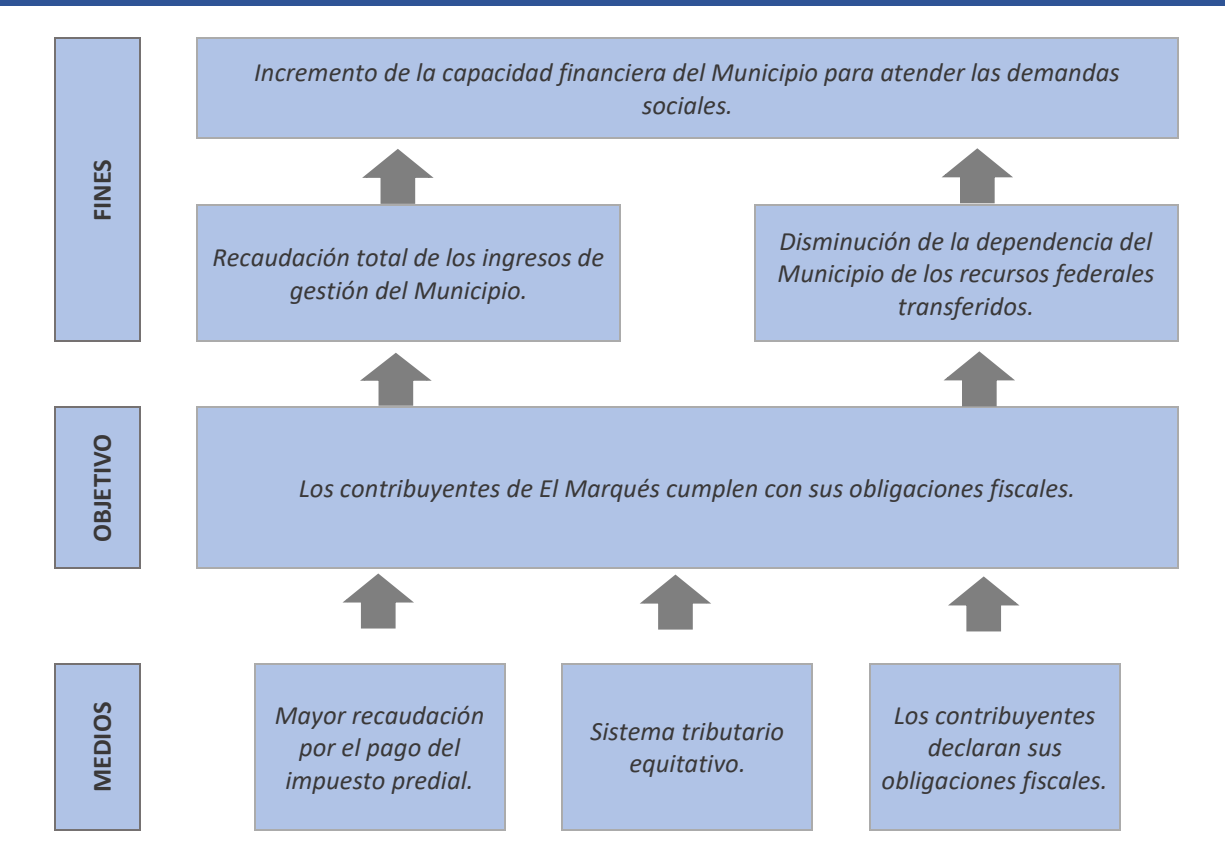 FINES
Incremento de la capacidad financiera del Municipio para atender las demandas
sociales.
Recaudación total de los ingresos de
gestión del Municipio.
Disminución de la dependencia del
Municipio de los recursos federales
transferidos.
OBJETIVO
Los contribuyentes de El Marqués cumplen con sus obligaciones fiscales.
MEDIOS
Mayor recaudación
por el pago del
impuesto predial.
Sistema tributario
equitativo.
Los contribuyentes
declaran sus
obligaciones fiscales.